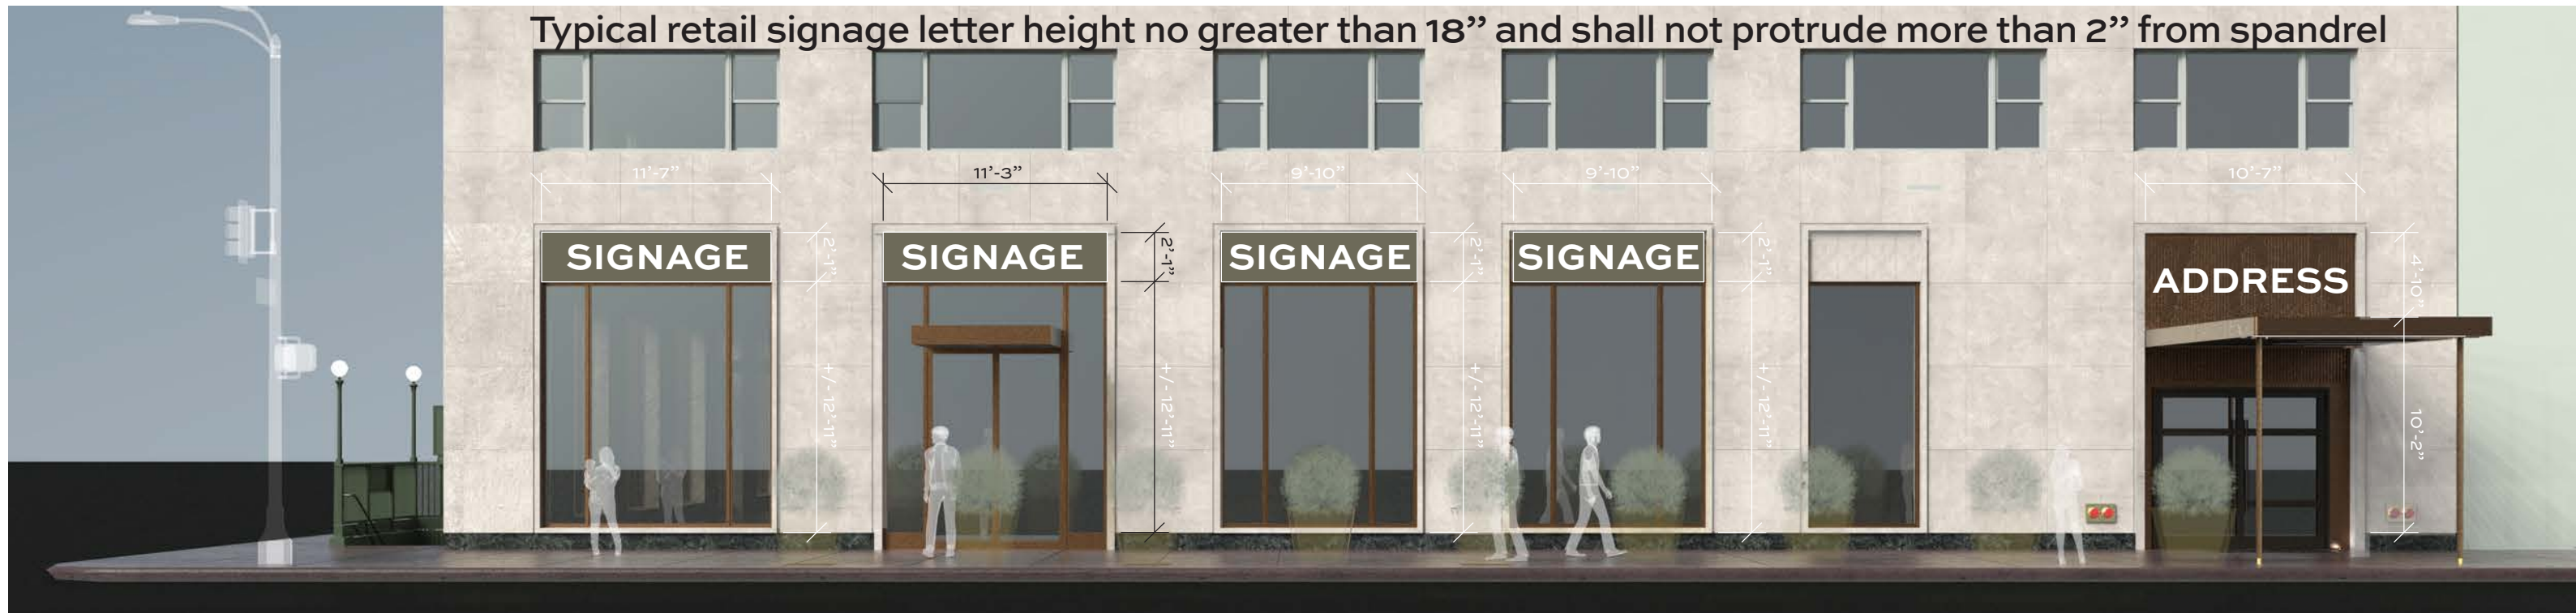 Typical retail signage letter height no greater than 18” and shall not protrude more than 2” from spandrel
11’-7”
11’-3”
9’-10”
9’-10”
10’-7”
SIGNAGE
2’-1”
SIGNAGE
2’-1”
SIGNAGE
2’-1”
SIGNAGE
2’-1”
ADDRESS
4’-10”
+/- 12’-11”
+/- 12’-11”
+/- 12’-11”
+/- 12’-11”
10’-2”